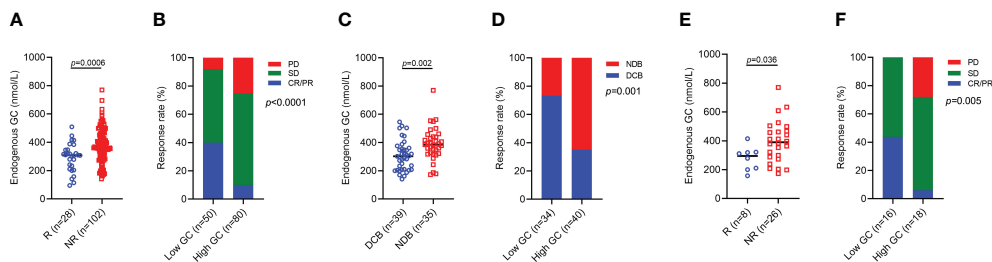 A
Endogenous GC (nmol/L)
1000
800
600
400
200
0
p=0.0006
R (n=28)
NR (n=102)
B
Response rate (%)
100
80
60
40
20
0
Low GC (n=50)
High GC (n=80)
PD
SD
CR/PR
p<0.0001
C
Endogenous GC (nmol/L)
1000
800
600
400
200
0
p=0.002
DCB (n=39)
NDB (n=35)
D
Response rate (%)
100
80
60
40
20
0
Low GC (n=34)
High GC (n=40)
NDB
DCB
p=0.001
E
Endogenous GC (nmol/L)
1000
800
600
400
200
0
p=0.036
R (n=8)
NR (n=26)
F
Response rate (%)
100
80
60
40
20
0
Low GC (n=16)
High GC (n=18)
PD
SD
CR/PR
p=0.005